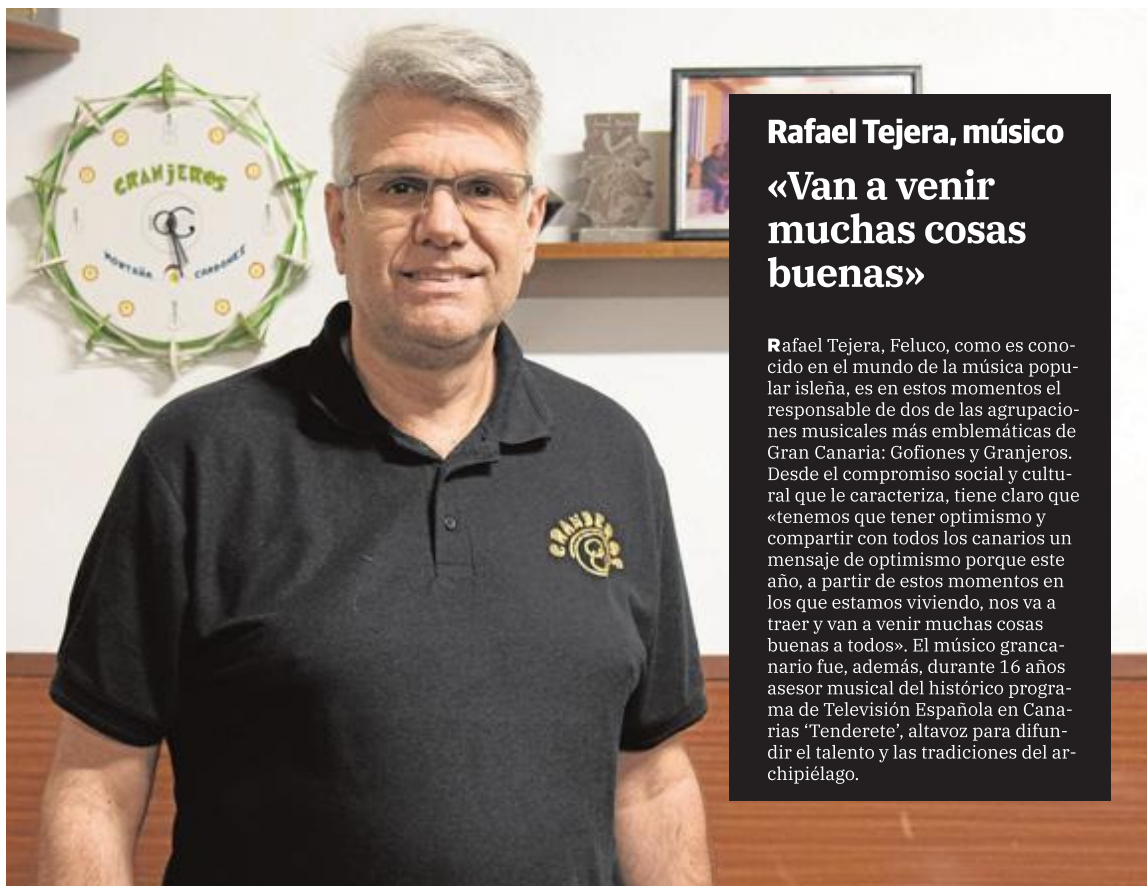 GRANJEROS
MONTAÑA CARDONES
GRANJEROS
Rafael Tejera, músico
«Van a venir
muchas cosas
buenas»
Rafael Tejera, Feluco, como es cono-
cido en el mundo de la música popu-
lar isleña, es en estos momentos el
responsable de dos de las agrupacio-
nes musicales más emblemáticas de
Gran Canaria: Gofiones y Granjeros.
Desde el compromiso social y cultu-
ral que le caracteriza, tiene claro que
«tenemos que tener optimismo y
compartir con todos los canarios un
mensaje de optimismo porque este
año, a partir de estos momentos en
los que estamos viviendo, nos va a
traer y van a venir muchas cosas
buenas a todos». El músico granca-
nario fue, además, durante 16 años
asesor musical del histórico progra-
ma de Televisión Española en Cana-
rias ‘Tenderete’, altavoz para difun-
dir el talento y las tradiciones del ar-
chipiélago.